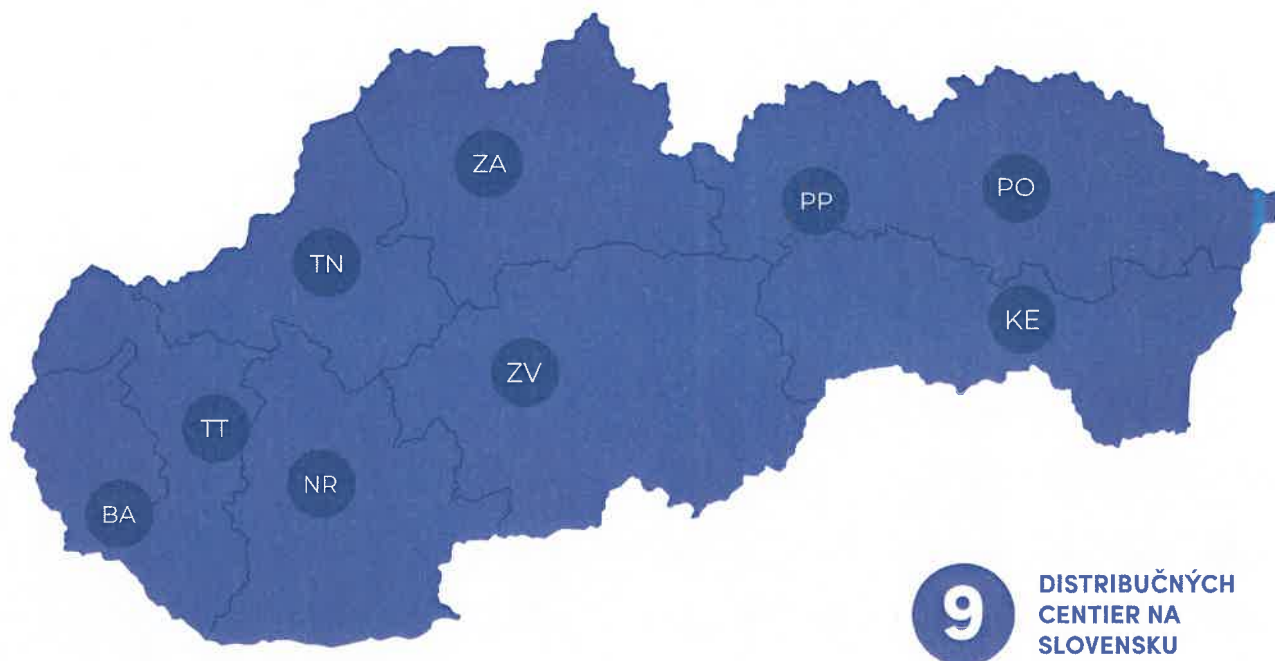 ZA
PP
PO
TN
KE
ZV
TT
NR
BA
9
DISTRIBUČNÝCH
CENTIER NA
SLOVENSKU